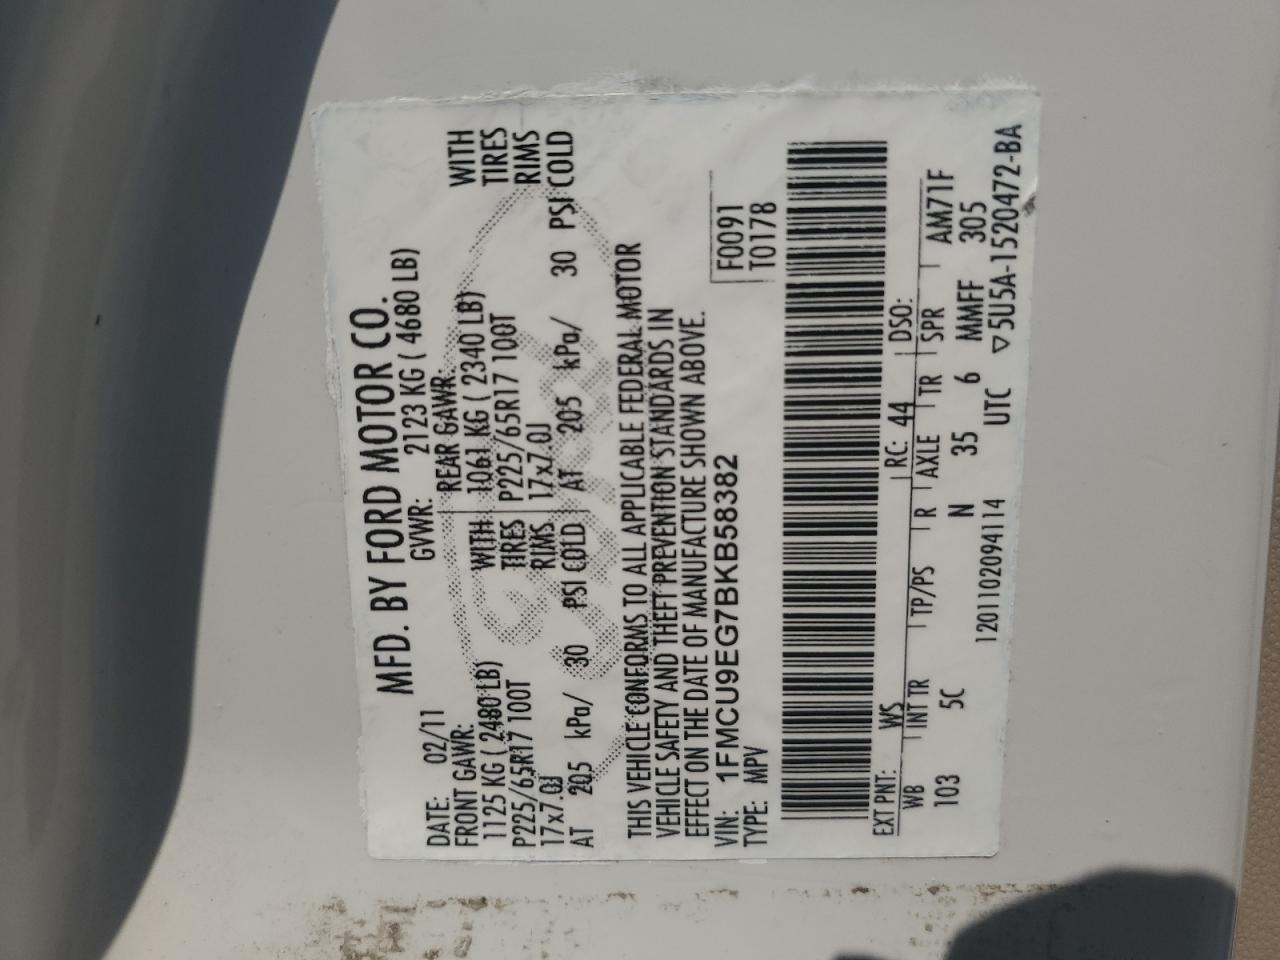 MFD. BY FORD MOTOR CO.
DATE: 02/11 GVWR: 2123 KG ( 4680 LB)
FRONT GAWR: REAR GAWR:
1125 KG ( 2480 LB) WITH 1061 KG ( 2340 LB) WITH
P225/65R17 100T TIRES P225/65R17 100T TIRES
17x7.0J RIMS 17x7.0J RIMS
AT 205 kPa/ 30 PSI COLD AT 205 kPa/ 30 PSI COLD
THIS VEHICLE CONFORMS TO ALL APPLICABLE FEDERAL MOTOR
VEHICLE SAFETY AND THEFT PREVENTION STANDARDS IN
EFFECT ON THE DATE OF MANUFACTURE SHOWN ABOVE.
VIN: 1FMCU9EG7BKB58382 F0091
TYPE: MPV T0178
EXT PNT: WS RC: 44 DSO:
WB INT TR TP/PS R AXLE TR SPR AM71F
103 5C N 35 6 MMFF 305
1201102094114 UTC ▽ 5U5A-1520472-BA